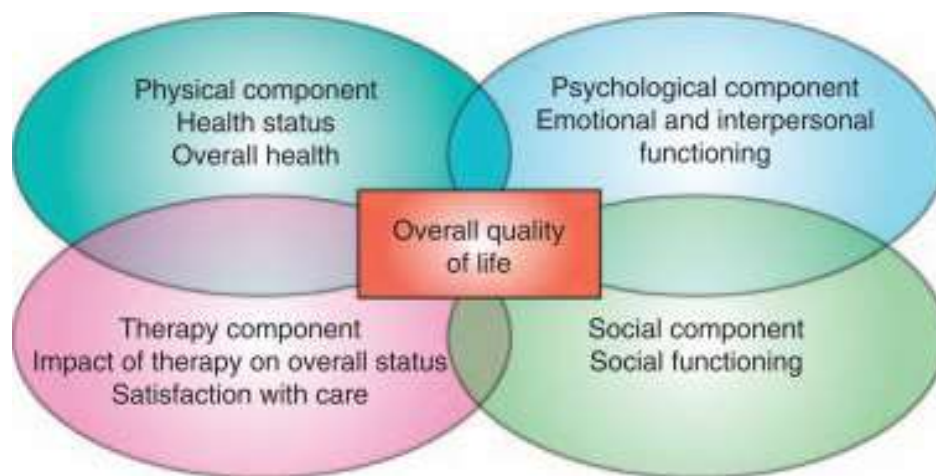 Physical component
Health status
Overall health
Psychological component
Emotional and interpersonal
functioning
Overall quality
of life
Therapy component
Impact of therapy on overall status
Satisfaction with care
Social component
Social functioning